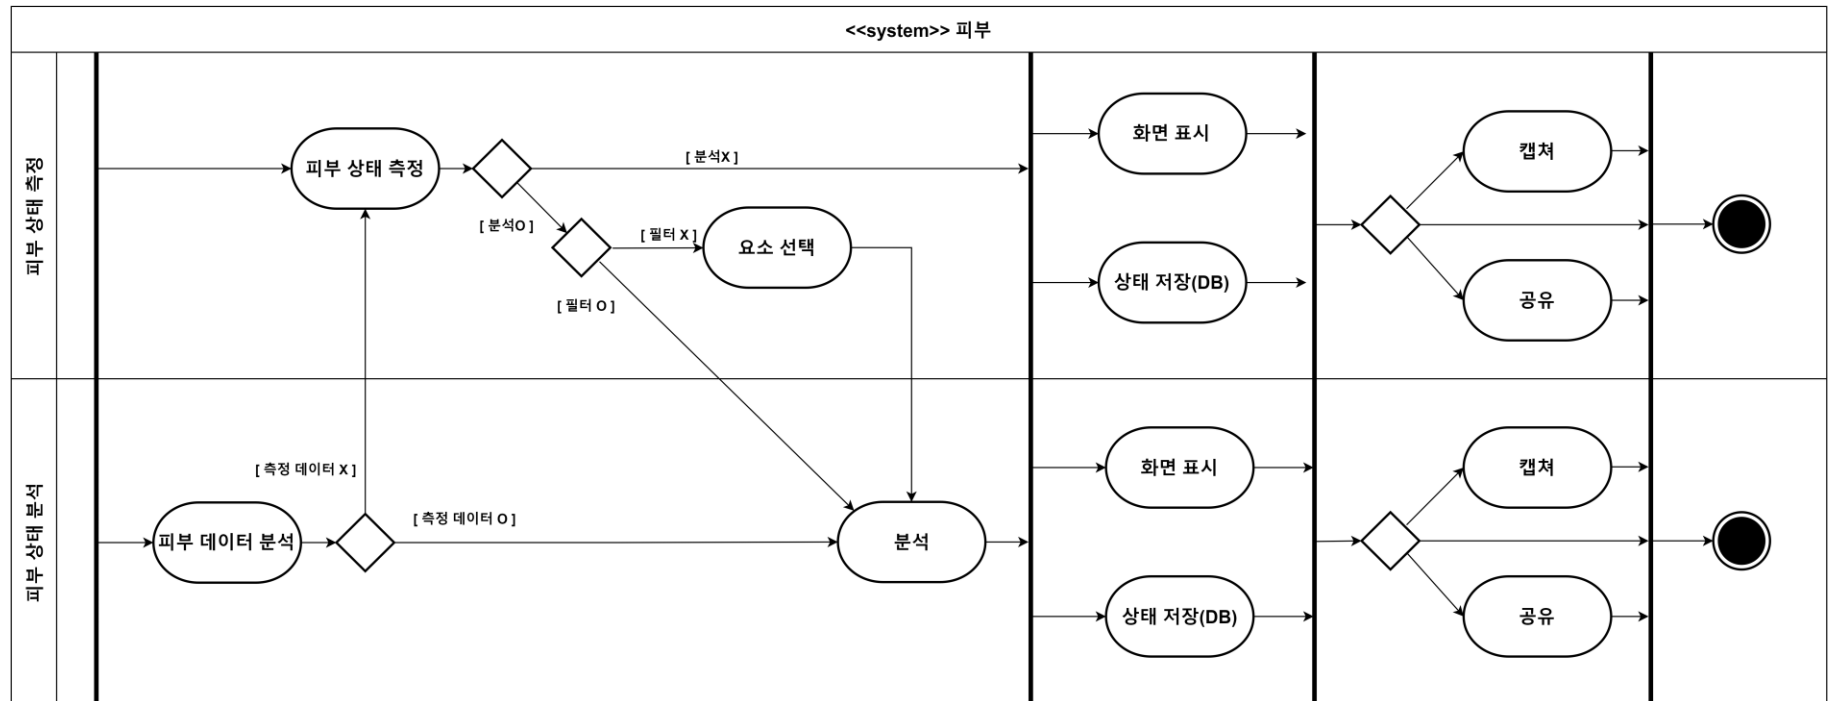 <<system>> 피부
피부 상태 측정
피부 상태 측정
[ 분석X ]
[ 분석O ]
[ 필터 X ]
요소 선택
[ 필터 O ]
화면 표시
상태 저장(DB)
캡쳐
공유
피부 상태 분석
[ 측정 데이터 X ]
피부 데이터 분석
[ 측정 데이터 O ]
분석
화면 표시
상태 저장(DB)
캡쳐
공유